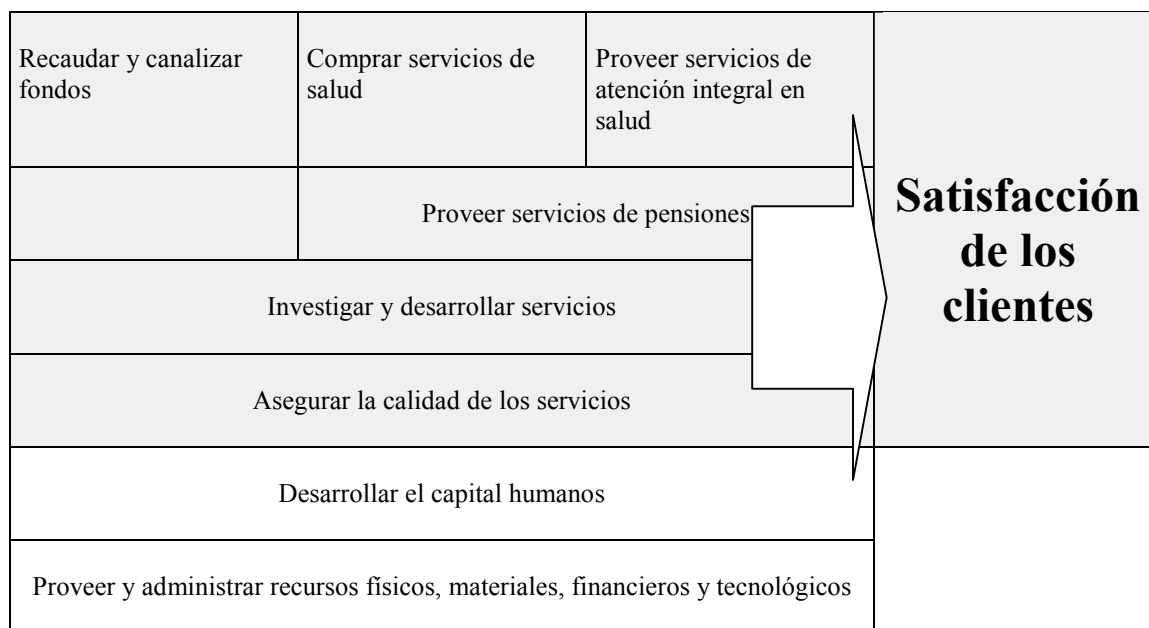 Recaudar y canalizar
fondos
Comprar servicios de
salud
Proveer servicios de
atención integral en
salud
Proveer servicios de pensiones
Satisfacción
de los
clientes
Investigar y desarrollar servicios
Asegurar la calidad de los servicios
Desarrollar el capital humanos
Proveer y administrar recursos físicos, materiales, financieros y tecnológicos